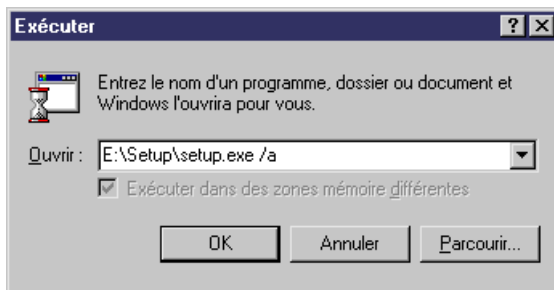 Exécuter
Entrez le nom d'un programme, dossier ou document et
Windows l'ouvrira pour vous.
Ouvrir : E:\Setup\setup.exe /a
Exécuter dans des zones mémoire différentes
OK Annuler Parcourir...